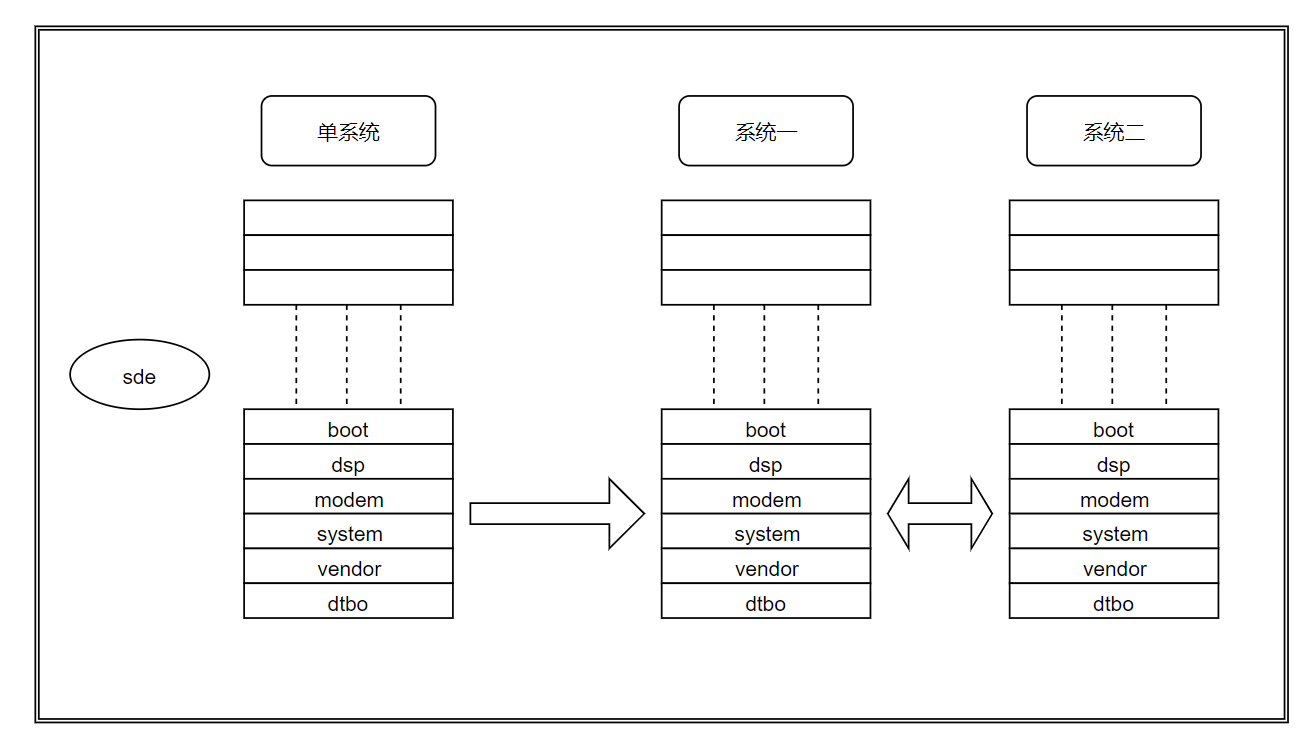 单系统
系统一
系统二
sde
boot
dsp
modem
system
vendor
dtbo
boot
dsp
modem
system
vendor
dtbo
boot
dsp
modem
system
vendor
dtbo